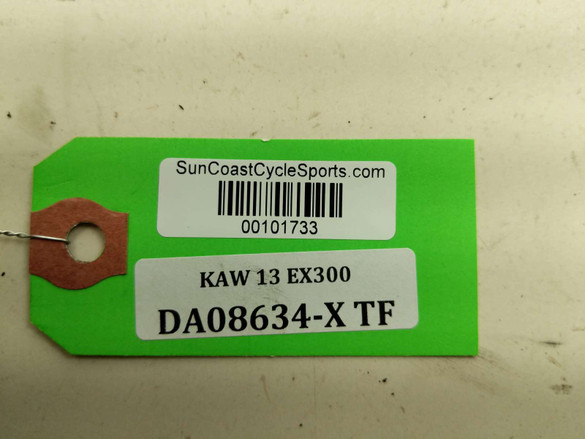 SunCoastCycleSports.com
00101733
KAW 13 EX300
DA08634-X TF